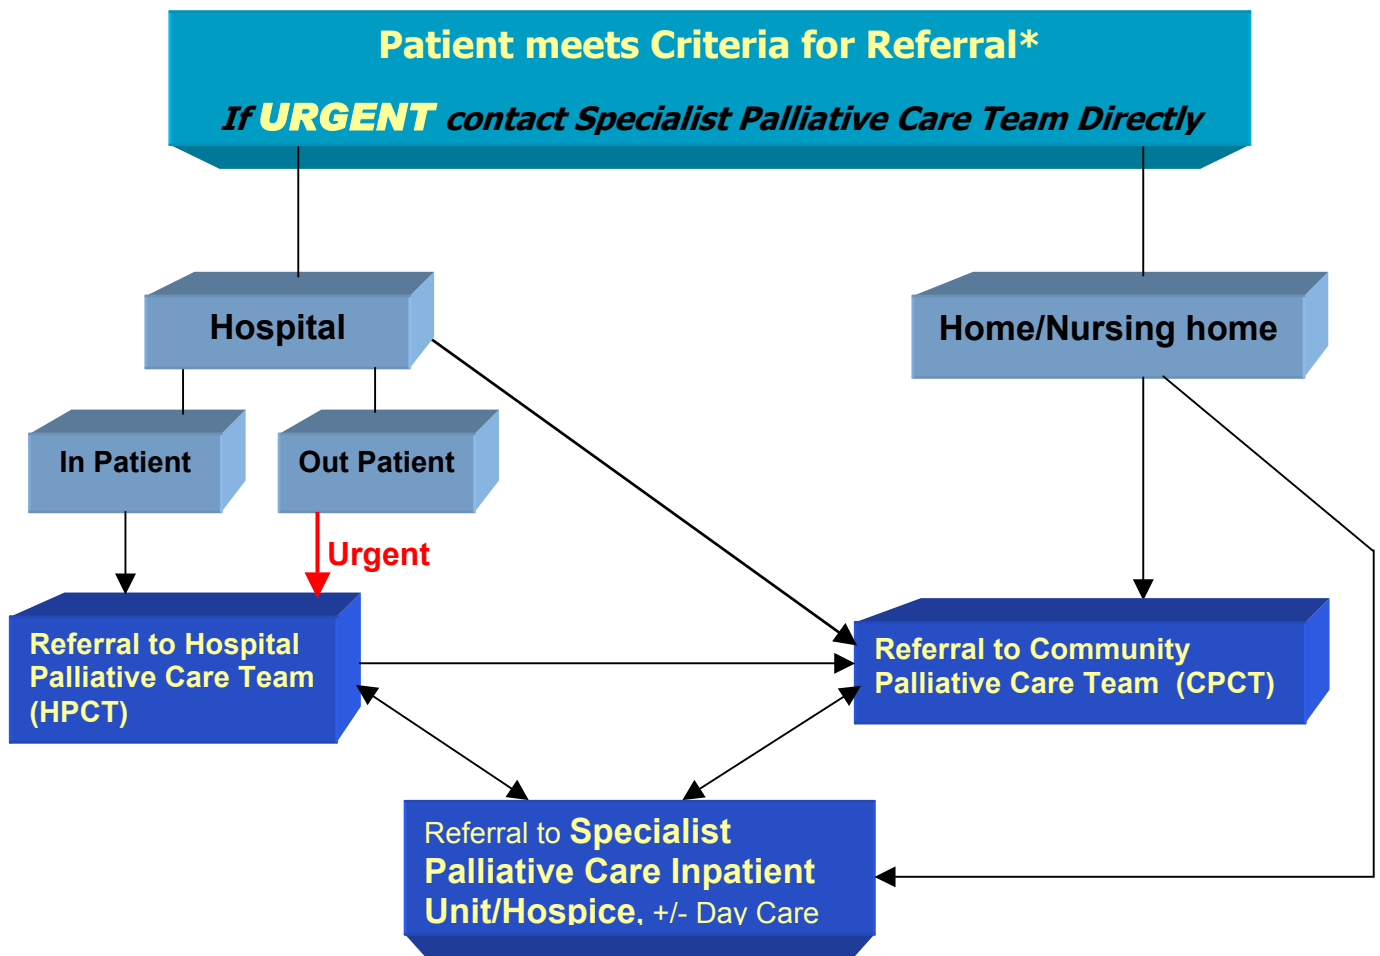 Patient meets Criteria for Referral*
If URGENT contact Specialist Palliative Care Team Directly
Hospital
Home/Nursing home
In Patient
Out Patient
Urgent
Referral to Hospital
Palliative Care Team
(HPCT)
Referral to Community
Palliative Care Team (CPCT)
Referral to Specialist
Palliative Care Inpatient
Unit/Hospice, +/- Day Care